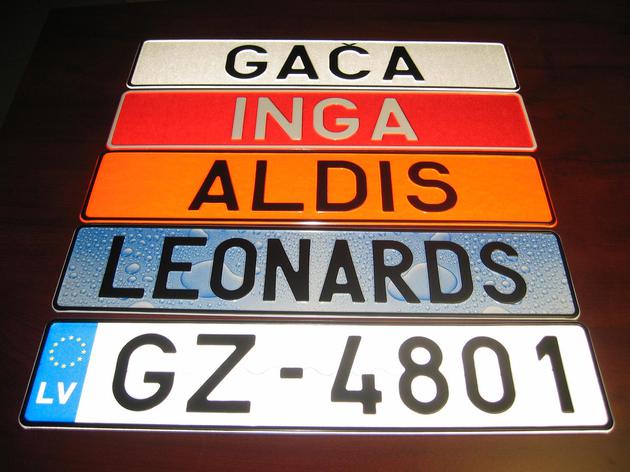 GAČA
INGA
ALDIS
LEONARDS
LV GZ-4801